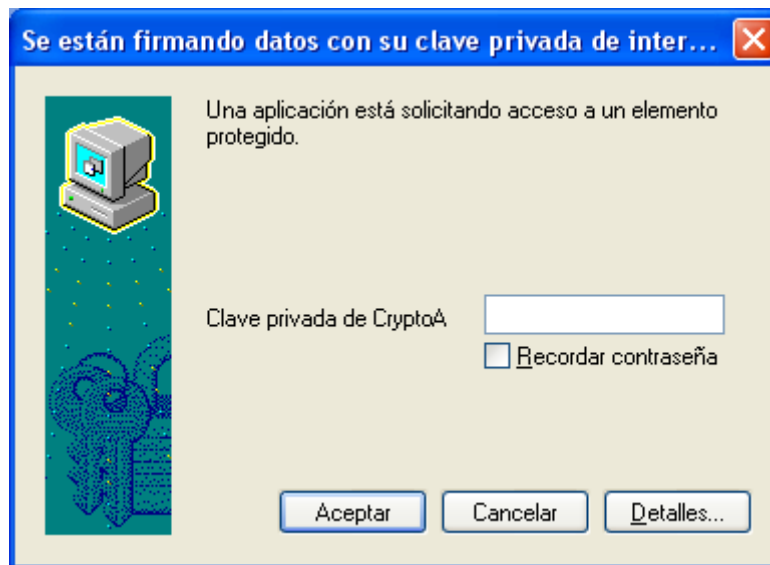 Se están firmando datos con su clave privada de inter...
Una aplicación está solicitando acceso a un elemento
protegido.
Clave privada de CryptoA
Recordar contraseña
Aceptar
Cancelar
Detalles...